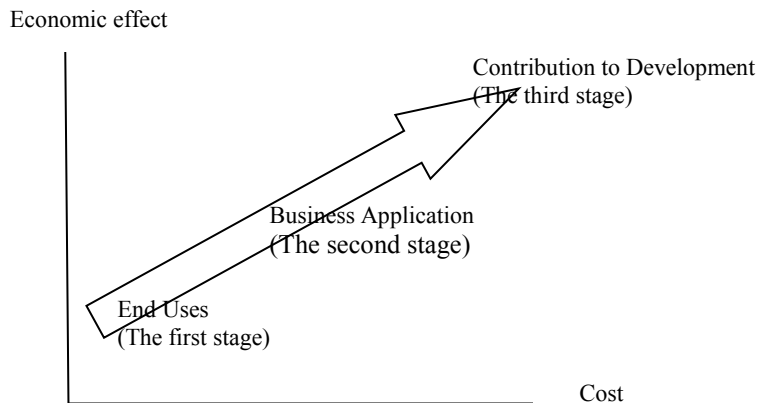 Economic effect
Contribution to Development
(The third stage)
Business Application
(The second stage)
End Uses
(The first stage)
Cost